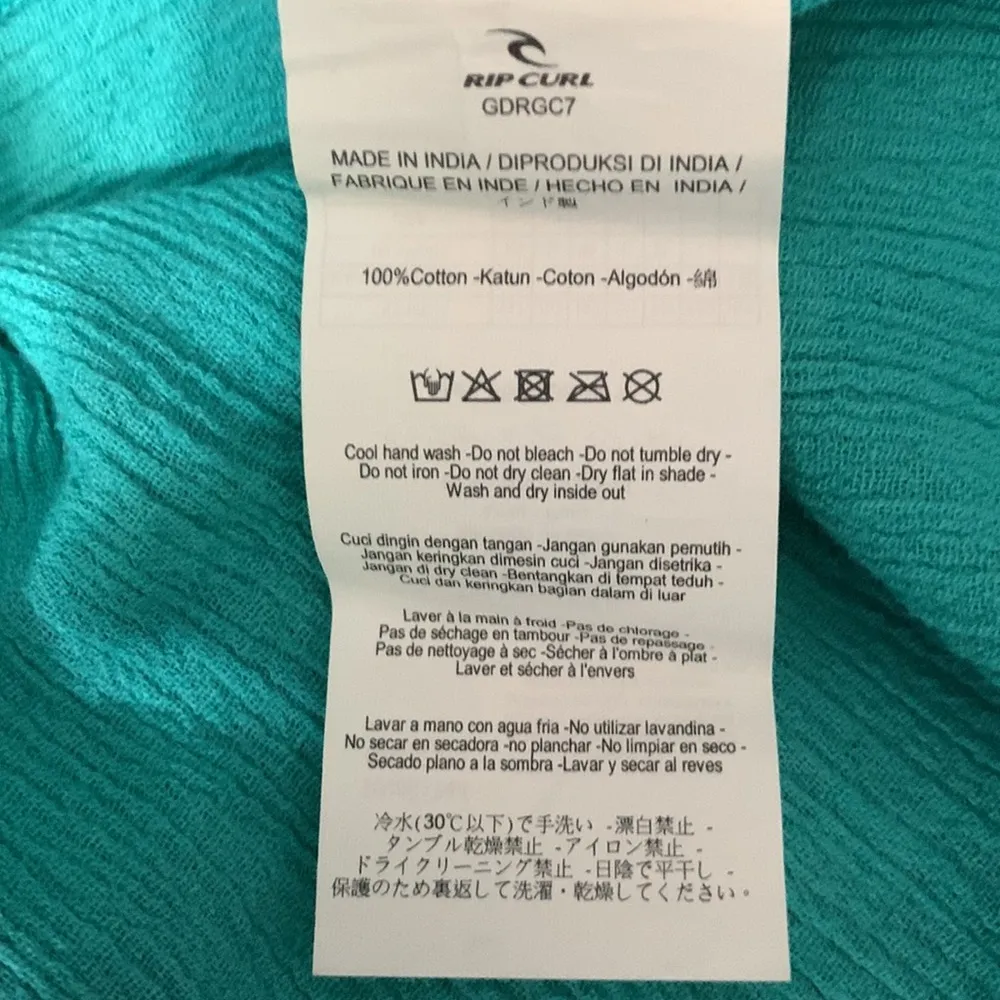 RIP CURL
GDRGC7
MADE IN INDIA / DIPRODUKSI DI INDIA /
FABRIQUE EN INDE / HECHO EN INDIA /
インド製
100%Cotton -Katun -Coton -Algodón -綿
Cool hand wash -Do not bleach -Do not tumble dry -
Do not iron -Do not dry clean -Dry flat in shade -
Wash and dry inside out
Cuci dingin dengan tangan -Jangan gunakan pemutih -
Jangan keringkan dimesin cuci -Jangan disetrika -
Jangan di dry clean -Bentangkan di tempat teduh -
Cuci dan keringkan bagian dalam di luar
Laver à la main à froid -Pas de chlorage -
Pas de séchage en tambour -Pas de repassage -
Pas de nettoyage à sec -Sécher à l'ombre à plat -
Laver et sécher à l'envers
Lavar a mano con agua fria -No utilizar lavandina -
No secar en secadora -no planchar -No limpiar en seco -
Secado plano a la sombra -Lavar y secar al reves
冷水(30℃以下)で手洗い -漂白禁止 -
タンブル乾燥禁止 -アイロン禁止 -
ドライクリーニング禁止 -日陰で平干し -
保護のため裏返して洗濯・乾燥してください。